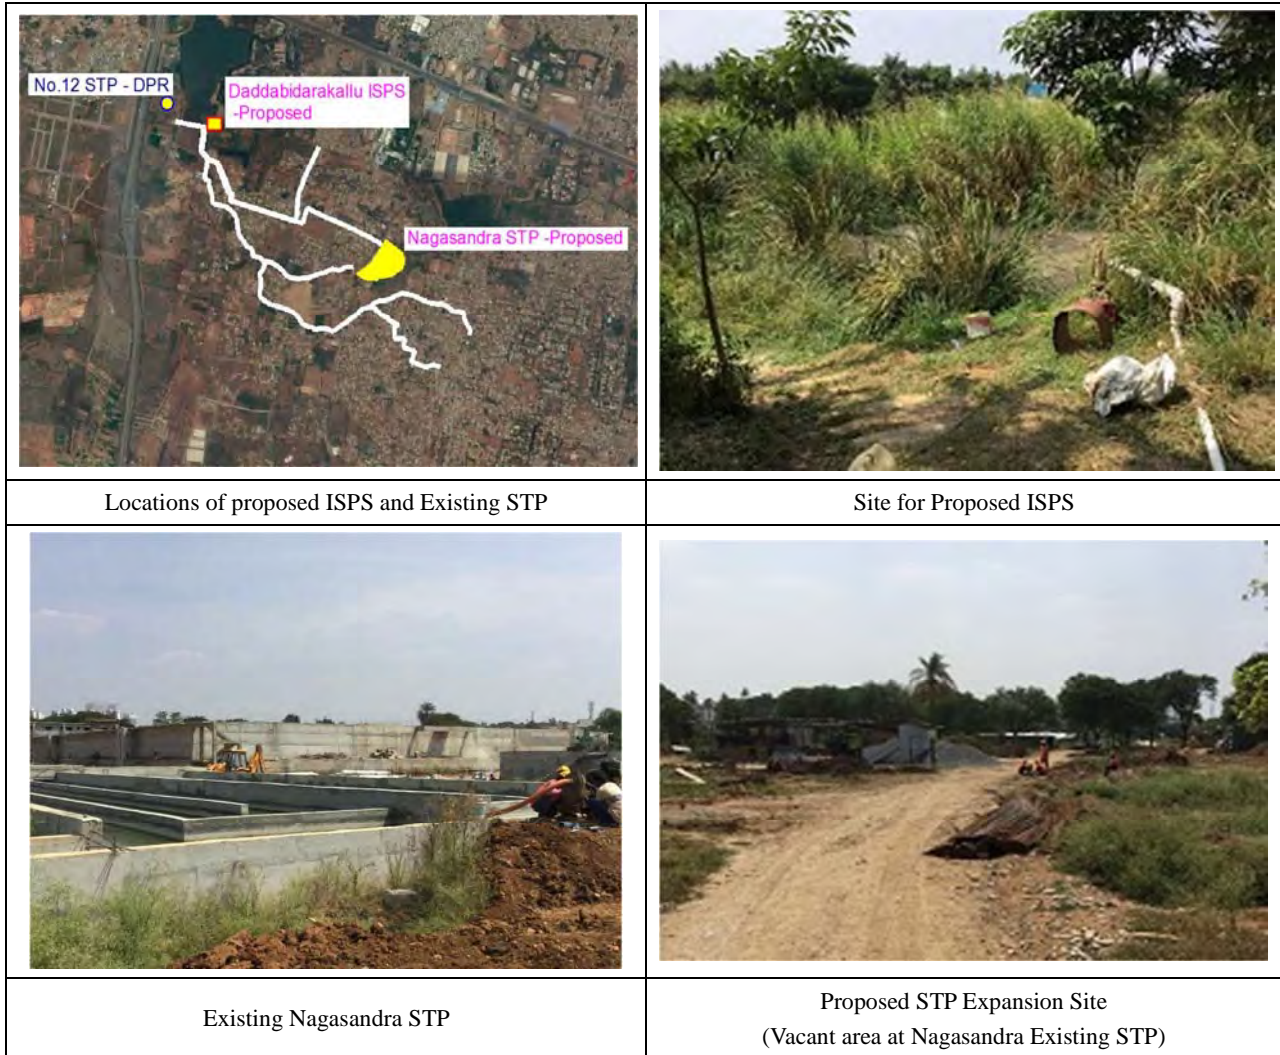 No.12 STP - DPR
Daddabidarakallu ISPS
-Proposed
Nagasandra STP -Proposed
Locations of proposed ISPS and Existing STP
Site for Proposed ISPS
Existing Nagasandra STP
Proposed STP Expansion Site
(Vacant area at Nagasandra Existing STP)